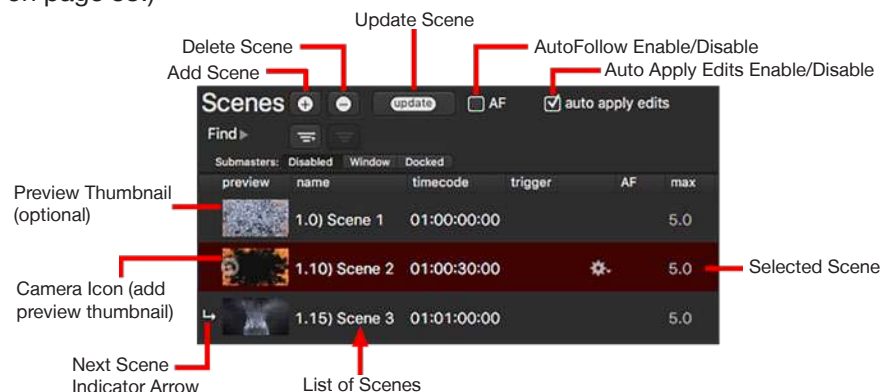 on page 88.)
Update Scene
Delete Scene
AutoFollow Enable/Disable
Add Scene
Auto Apply Edits Enable/Disable
Scenes update AF auto apply edits
Find
Submasters: Disabled Window Docked
preview name timecode trigger AF max
Preview Thumbnail
(optional)
1.0) Scene 1 01:00:00:00 5.0
1.10) Scene 2 01:00:30:00 5.0
Selected Scene
Camera Icon (add
preview thumbnail)
1.15) Scene 3 01:01:00:00 5.0
Next Scene
Indicator Arrow
List of Scenes